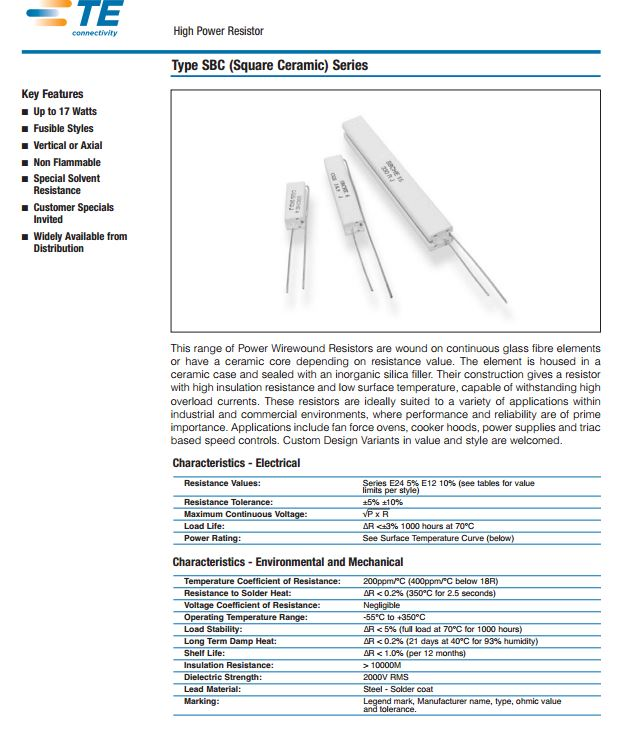 TE
connectivity
High Power Resistor
Type SBC (Square Ceramic) Series
Key Features
■ Up to 17 Watts
■ Fusible Styles
■ Vertical or Axial
■ Non Flammable
■ Special Solvent
Resistance
■ Customer Specials
Invited
■ Widely Available from
Distribution
This range of Power Wirewound Resistors are wound on continuous glass fibre elements
or have a ceramic core depending on resistance value. The element is housed in a
ceramic case and sealed with an inorganic silica filler. Their construction gives a resistor
with high insulation resistance and low surface temperature, capable of withstanding high
overload currents. These resistors are ideally suited to a variety of applications within
industrial and commercial environments, where performance and reliability are of prime
importance. Applications include fan force ovens, cooker hoods, power supplies and triac
based speed controls. Custom Design Variants in value and style are welcomed.
Characteristics - Electrical
Resistance Values: Series E24 5% E12 10% (see tables for value
limits per style)
Resistance Tolerance: ±5% ±10%
Maximum Continuous Voltage: √P x R
Load Life: ΔR <±3% 1000 hours at 70°C
Power Rating: See Surface Temperature Curve (below)
Characteristics - Environmental and Mechanical
Temperature Coefficient of Resistance: 200ppm/°C (400ppm/°C below 18R)
Resistance to Solder Heat: ΔR < 0.2% (350°C for 2.5 seconds)
Voltage Coefficient of Resistance: Negligible
Operating Temperature Range: -55°C to +350°C
Load Stability: ΔR < 5% (full load at 70°C for 1000 hours)
Long Term Damp Heat: ΔR < 0.2% (21 days at 40°C for 93% humidity)
Shelf Life: ΔR < 1.0% (per 12 months)
Insulation Resistance: > 10000M
Dielectric Strength: 2000V RMS
Lead Material: Steel - Solder coat
Marking: Legend mark, Manufacturer name, type, ohmic value
and tolerance.